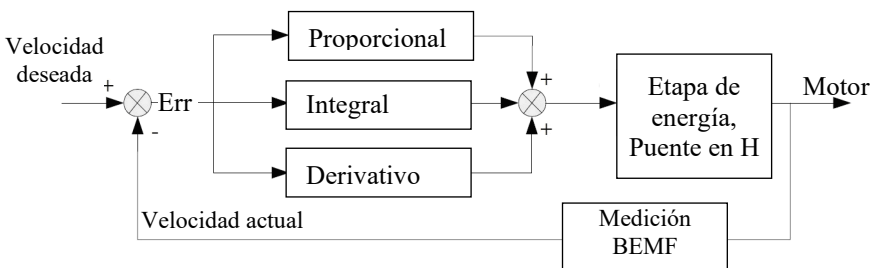 Velocidad
deseada
+
-
Err
Proporcional
Integral
Derivativo
+
+
Etapa de
energía,
Puente en H
Motor
Velocidad actual
Medición
BEMF